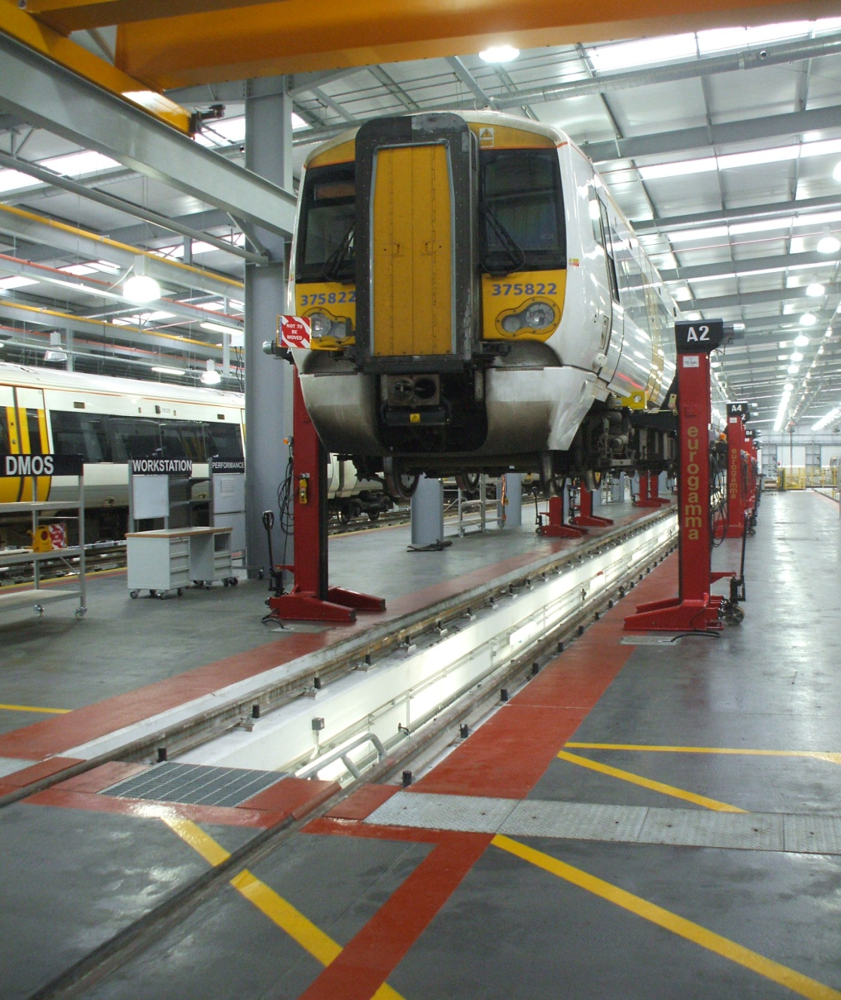 375822
375822
NOT TO
BE
MOVED
A2
A4
eurogamma
eurogamma
DMOS
WORKSTATION
PERFORMANCE